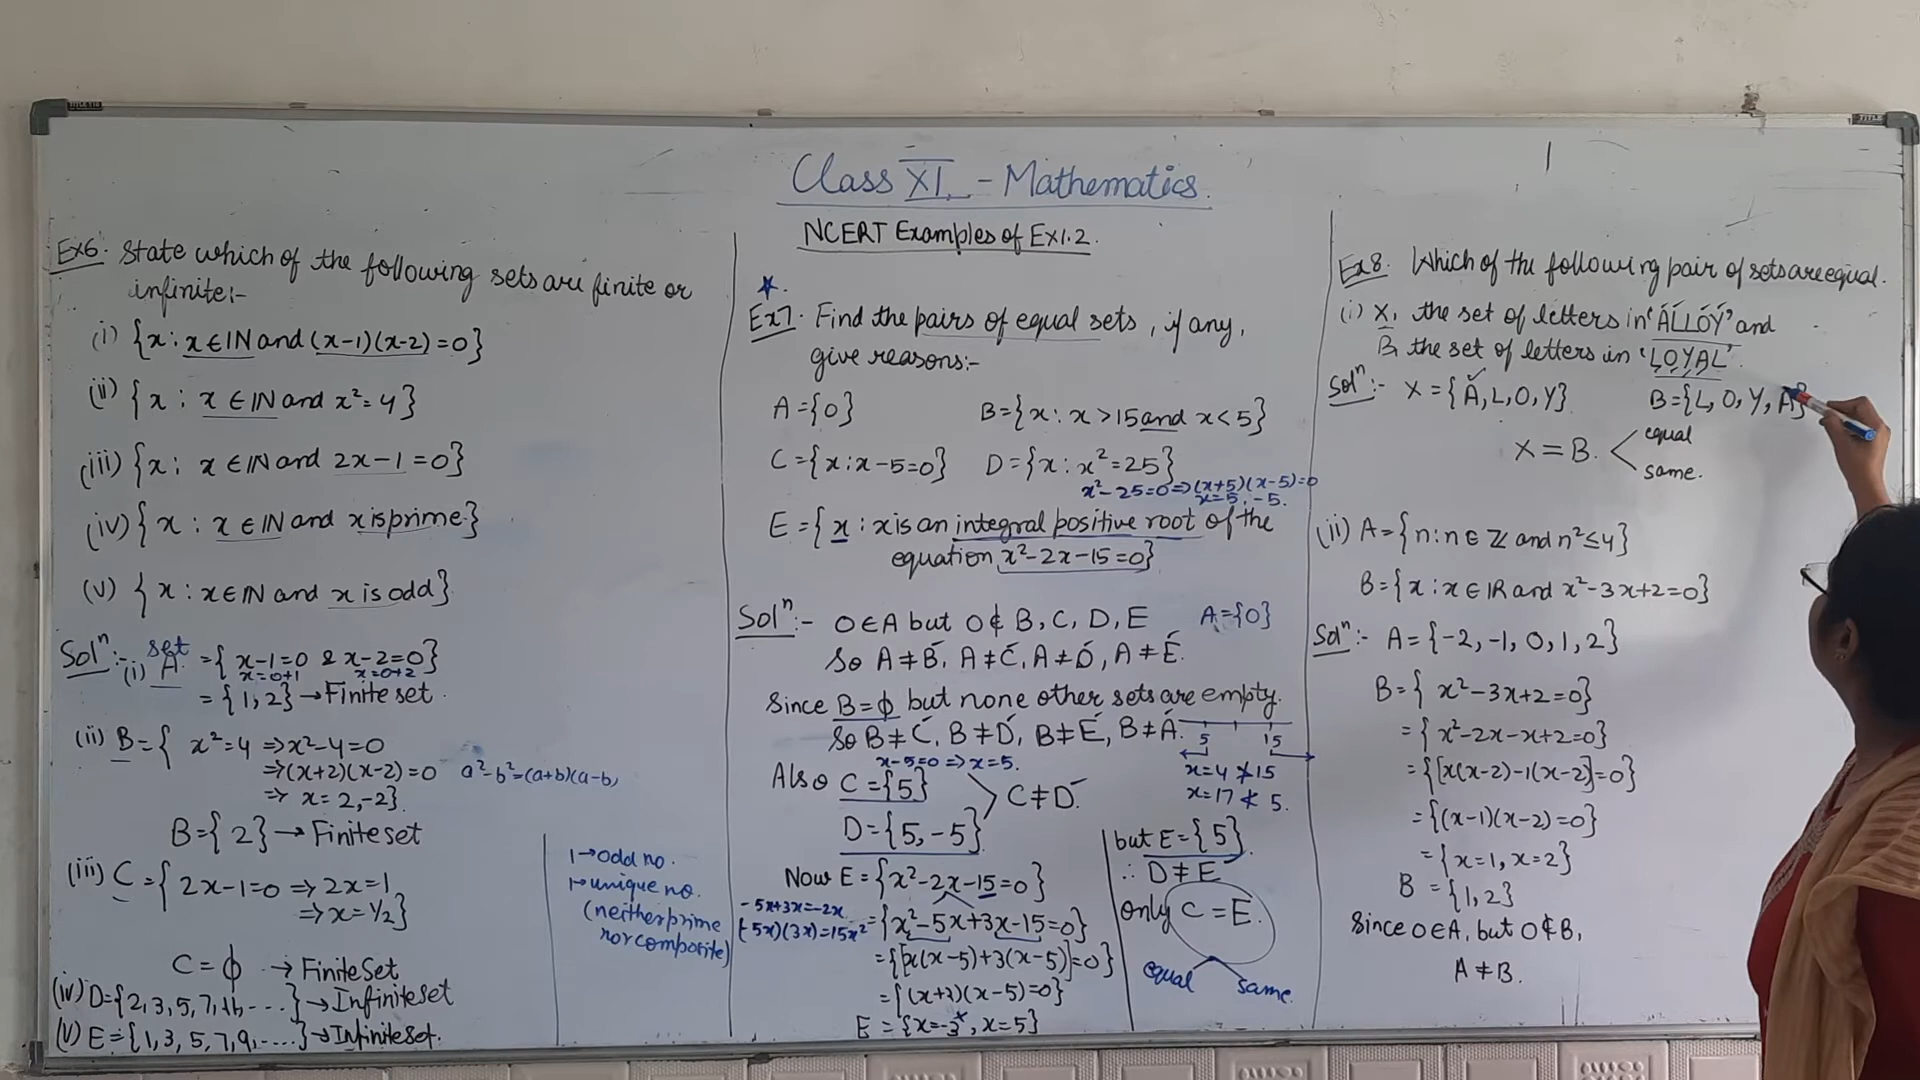 Class XI - Mathematics.
NCERT Examples of Ex1.2.
Ex6. State which of the following sets are finite or
infinite:-
(i) {x : x ∈ IN and (x-1)(x-2)=0}
(ii) {x : x ∈ IN and x²=4}
(iii) {x : x ∈ IN and 2x-1=0}
(iv) {x : x ∈ IN and x is prime}
(v) {x : x ∈ IN and x is odd}
Solⁿ:- (i) set A = {x-1=0 & x-2=0}
x=0+1 x=0+2
= {1,2} → Finite set.
(ii) B = { x²=4 ⇒ x²-4=0
⇒ (x+2)(x-2)=0 a²-b²=(a+b)(a-b)
⇒ x = 2,-2}.
B={2} → Finite set
(iii) C = {2x-1=0 ⇒ 2x=1
⇒ x=1/2}
C = ϕ → Finite Set
(iv) D={2,3,5,7,11,....} → Infinite set
(v) E={1,3,5,7,9,....} → Infinite set.
1→odd no.
1→unique no.
(neither prime
nor composite)
Ex7. Find the pairs of equal sets, if any,
give reasons:-
A={0} B={x : x>15 and x<5}
C={x : x-5=0} D={x : x²=25}
x²-25=0 ⇒ (x+5)(x-5)=0
x=5, -5.
E={x : x is an integral positive root of the
equation x²-2x-15=0}
Solⁿ:- 0 ∈ A but 0 ∉ B, C, D, E A={0}
So A≠B, A≠C, A≠D, A≠E.
Since B=ϕ but none other sets are empty.
So B≠C, B≠D, B≠E, B≠A.
5 15
x=4 ≯ 15
x=17 ≮ 5.
x-5=0 ⇒ x=5.
Also C={5}
D={5,-5} C≠D.
Now E={x²-2x-15=0}
-5x+3x=-2x
(-5x)(3x)=15x²
={x²-5x+3x-15=0}
={[x(x-5)+3(x-5)]=0}
={(x+3)(x-5)=0}
E = {x=-3, x=5}
but E={5}.
∴ D≠E
only C=E.
equal same.
Ex8. Which of the following pair of sets are equal.
(i) X, the set of letters in 'ALLOY' and
B, the set of letters in 'LOYAL'.
Solⁿ:- X={A,L,O,Y} B={L,O,Y,A}
X=B. equal
same.
(ii) A={n : n ∈ Z and n²≤4}
B={x : x ∈ IR and x²-3x+2=0}
Solⁿ:- A={-2,-1,0,1,2}
B={ x²-3x+2=0}
={ x²-2x-x+2=0}
={[x(x-2)-1(x-2)]=0}
={(x-1)(x-2)=0}
={x=1, x=2}
B={1,2}
Since 0∈A, but 0∉B,
A≠B.